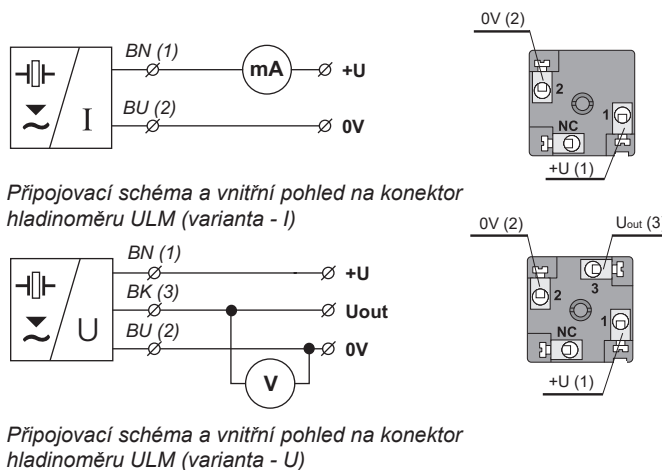 0V (2)
BN (1)
mA
+U
2
BU (2)
I
0V
1
NC
+U (1)
Připojovací schéma a vnitřní pohled na konektor
hladinoměru ULM (varianta - I)
0V (2)
Uout (3
BN (1)
+U
BK (3)
3
2
Uout
U
BU (2)
1
0V
NC
V
+U (1)
Připojovací schéma a vnitřní pohled na konektor
hladinoměru ULM (varianta - U)